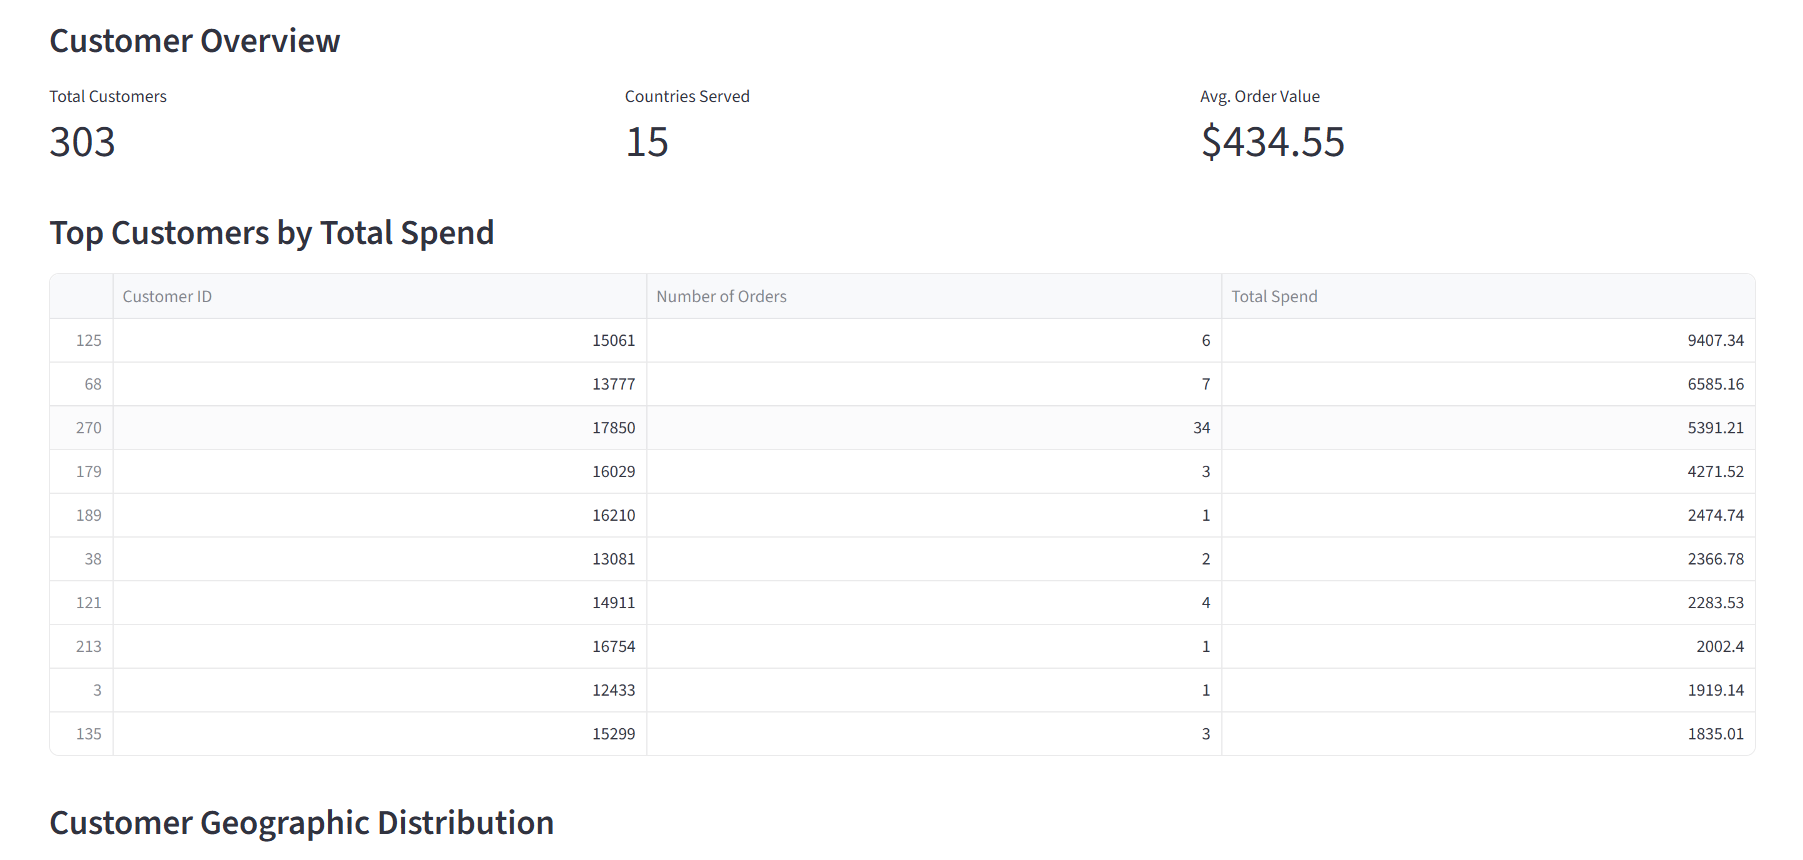 Customer Overview
Total Customers Countries Served Avg. Order Value
303 15 $434.55
Top Customers by Total Spend
Customer ID Number of Orders Total Spend
125 15061 6 9407.34
68 13777 7 6585.16
270 17850 34 5391.21
179 16029 3 4271.52
189 16210 1 2474.74
38 13081 2 2366.78
121 14911 4 2283.53
213 16754 1 2002.4
3 12433 1 1919.14
135 15299 3 1835.01
Customer Geographic Distribution